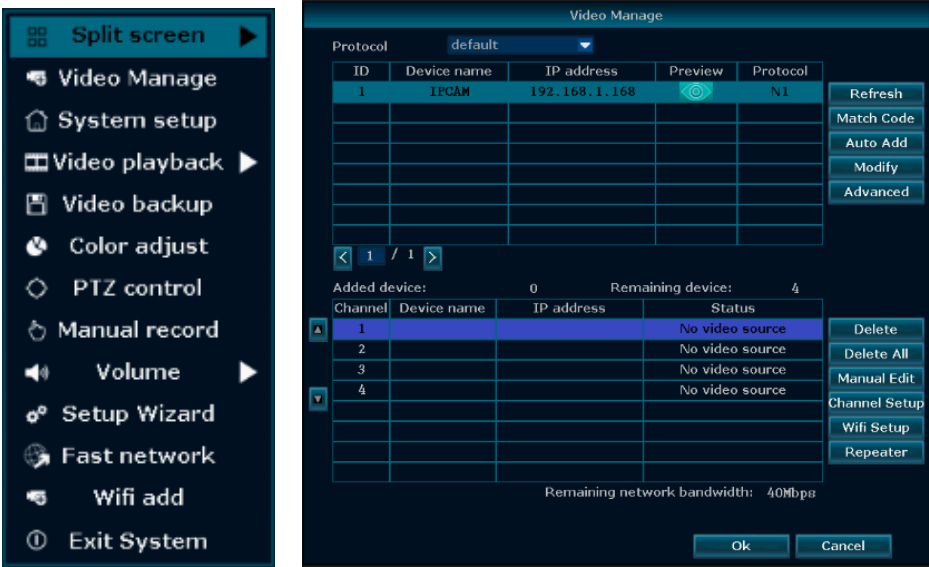 Split screen
Video Manage
System setup
Video playback
Video backup
Color adjust
PTZ control
Manual record
Volume
Setup Wizard
Fast network
Wifi add
Exit System
Video Manage
Protocol default
ID Device name IP address Preview Protocol
1 IPCAM 192.168.1.168 N1
Refresh
Match Code
Auto Add
Modify
Advanced
< 1 / 1 >
Added device: 0 Remaining device: 4
Channel Device name IP address Status
1 No video source
2 No video source
3 No video source
4 No video source
Delete
Delete All
Manual Edit
Channel Setup
Wifi Setup
Repeater
Remaining network bandwidth: 40Mbps
Ok Cancel